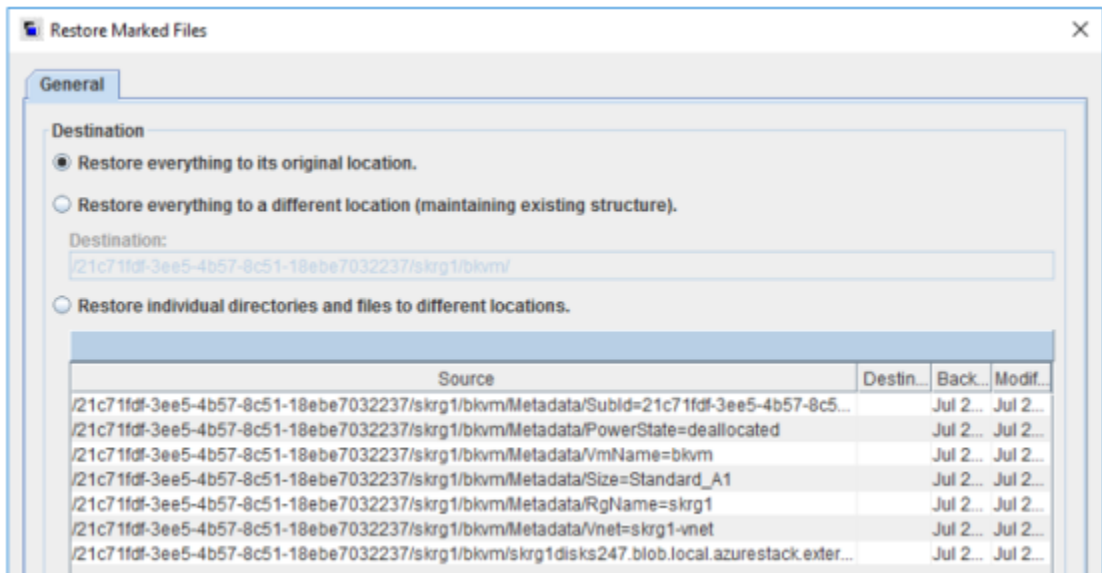 Restore Marked Files
General
Destination
Restore everything to its original location.
Restore everything to a different location (maintaining existing structure).
Destination:
/21c71fdf-3ee5-4b57-8c51-18ebe7032237/skrg1/bkvm/
Restore individual directories and files to different locations.
Source Destin... Back... Modif...
/21c71fdf-3ee5-4b57-8c51-18ebe7032237/skrg1/bkvm/Metadata/SubId=21c71fdf-3ee5-4b57-8c5... Jul 2... Jul 2...
/21c71fdf-3ee5-4b57-8c51-18ebe7032237/skrg1/bkvm/Metadata/PowerState=deallocated Jul 2... Jul 2...
/21c71fdf-3ee5-4b57-8c51-18ebe7032237/skrg1/bkvm/Metadata/VmName=bkvm Jul 2... Jul 2...
/21c71fdf-3ee5-4b57-8c51-18ebe7032237/skrg1/bkvm/Metadata/Size=Standard_A1 Jul 2... Jul 2...
/21c71fdf-3ee5-4b57-8c51-18ebe7032237/skrg1/bkvm/Metadata/RgName=skrg1 Jul 2... Jul 2...
/21c71fdf-3ee5-4b57-8c51-18ebe7032237/skrg1/bkvm/Metadata/Vnet=skrg1-vnet Jul 2... Jul 2...
/21c71fdf-3ee5-4b57-8c51-18ebe7032237/skrg1/bkvm/skrg1disks247.blob.local.azurestack.exter... Jul 2... Jul 2...